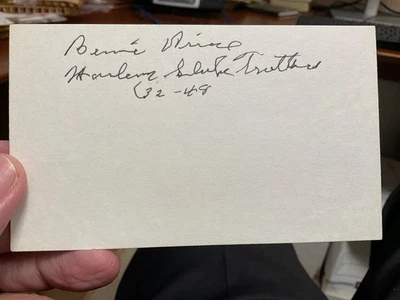 Bernie Price
Harlem Globe Trotters
(32-48